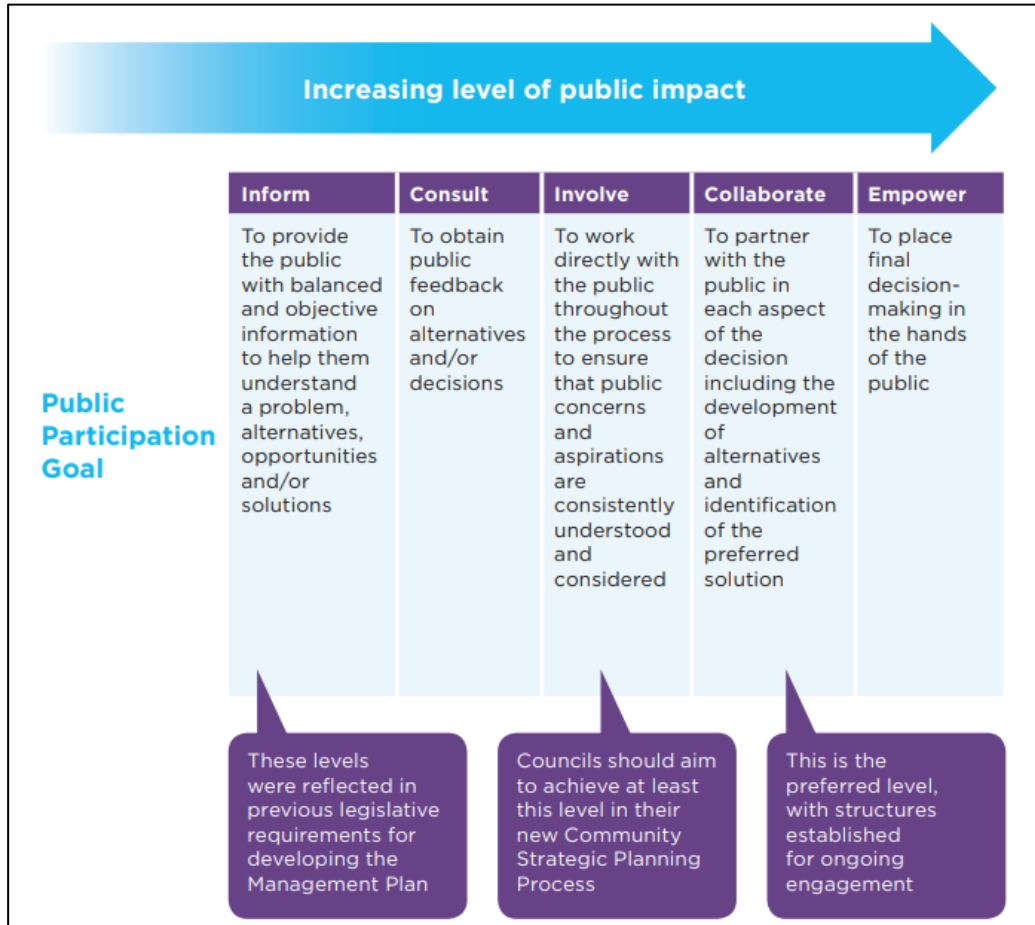 Increasing level of public impact
Inform
Consult
Involve
Collaborate
Empower
Public
Participation
Goal
To provide
the public
with balanced
and objective
information
to help them
understand
a problem,
alternatives,
opportunities
and/or
solutions
To obtain
public
feedback
on
alternatives
and/or
decisions
To work
directly with
the public
throughout
the process
to ensure
that public
concerns
and
aspirations
are
consistently
understood
and
considered
To partner
with the
public in
each aspect
of the
decision
including the
development
of
alternatives
and
identification
of the
preferred
solution
To place
final
decision-
making in
the hands
of the
public
These levels
were reflected in
previous legislative
requirements for
developing the
Management Plan
Councils should aim
to achieve at least
this level in their
new Community
Strategic Planning
Process
This is the
preferred level,
with structures
established
for ongoing
engagement